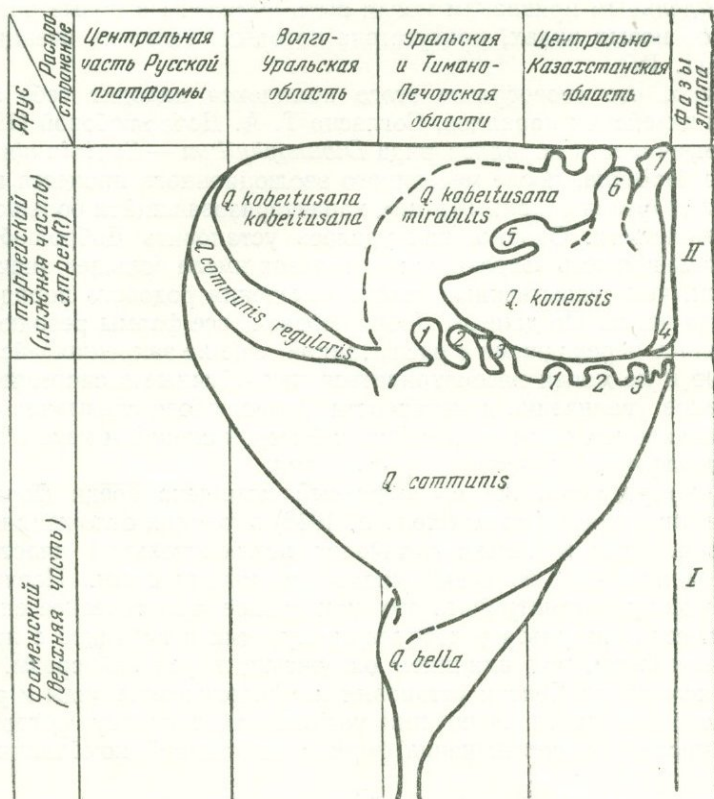 Ярус
Распро-
странение
Центральная
часть Русской
платформы
Волго-
Уральская
область
Уральская
и Тимано-
Печорская
области
Центрально-
Казахстанская
область
Фазы
этапа
турнейский
(нижняя часть)
этрен(?)
Q. kobeitusana
kobeitusana
Q. kobeitusana
mirabilis
Q. communis regularis
Q. konensis
1 2 3
4
5
6
7
II
1 2 3
фаменский
(верхняя часть)
Q. communis
Q. bella
I